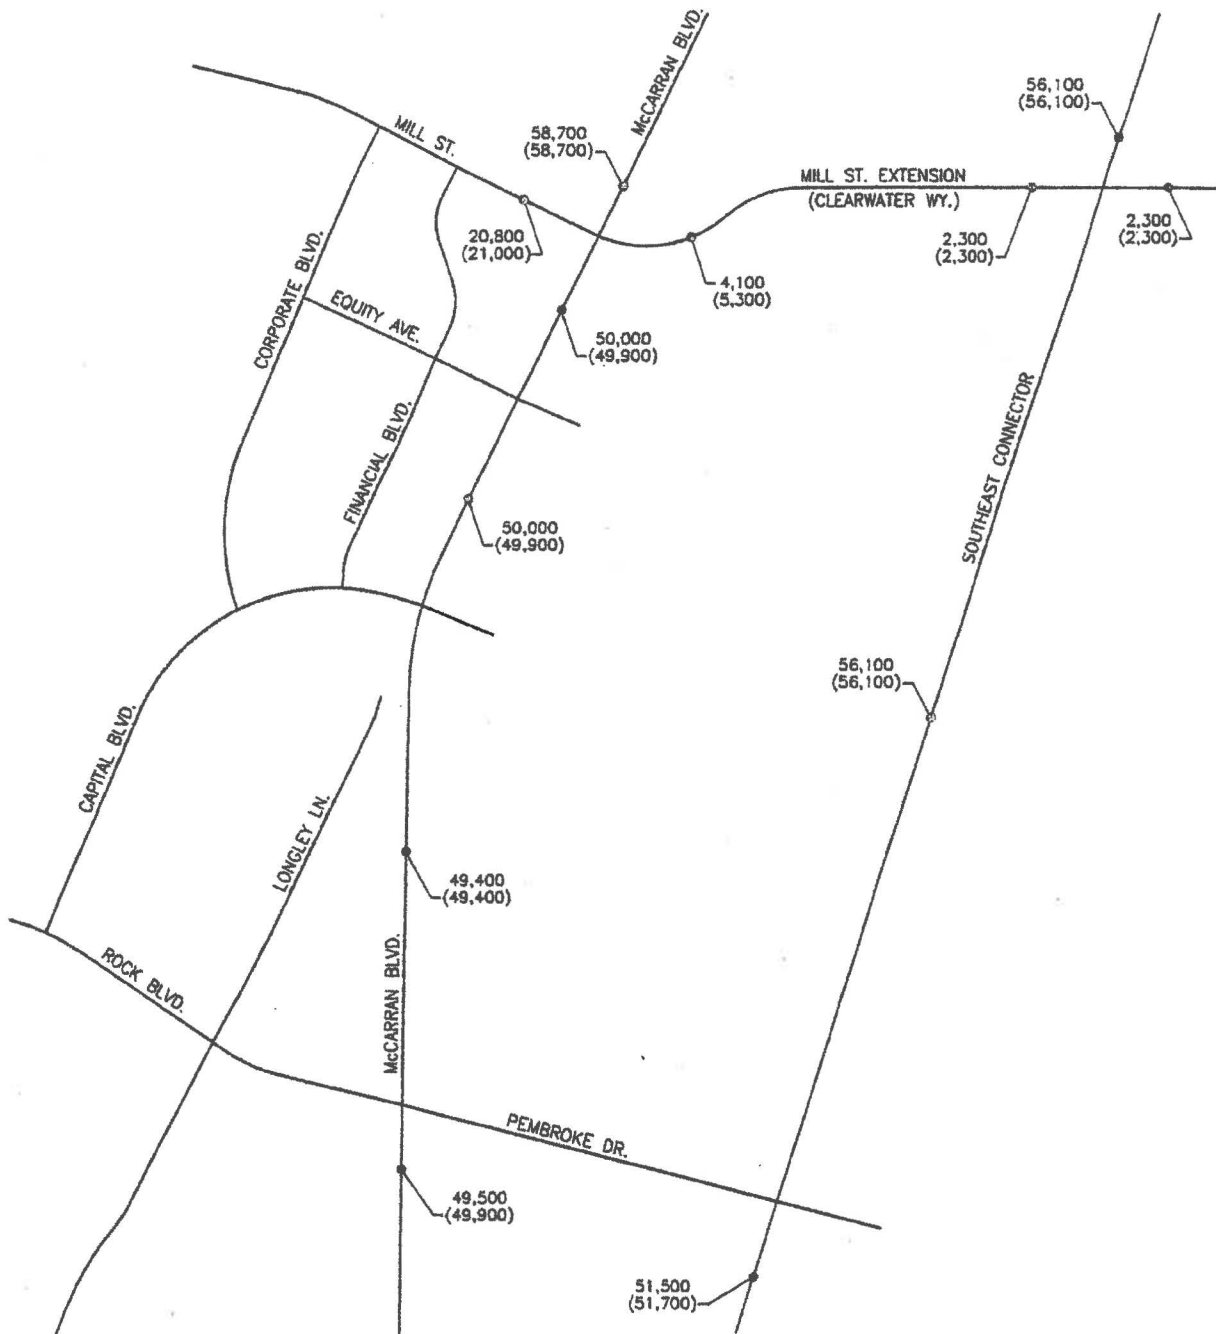 McCARRAN BLVD.
56,100
(56,100)
MILL ST.
58,700
(58,700)
MILL ST. EXTENSION
(CLEARWATER WY.)
20,800
(21,000)
2,300
(2,300)
2,300
(2,300)
4,100
(5,300)
CORPORATE BLVD.
EQUITY AVE.
50,000
(49,900)
FINANCIAL BLVD.
SOUTHEAST CONNECTOR
50,000
(49,900)
56,100
(56,100)
CAPITAL BLVD.
LONGLEY LN.
49,400
(49,400)
ROCK BLVD.
McCARRAN BLVD.
PEMBROKE DR.
49,500
(49,900)
51,500
(51,700)